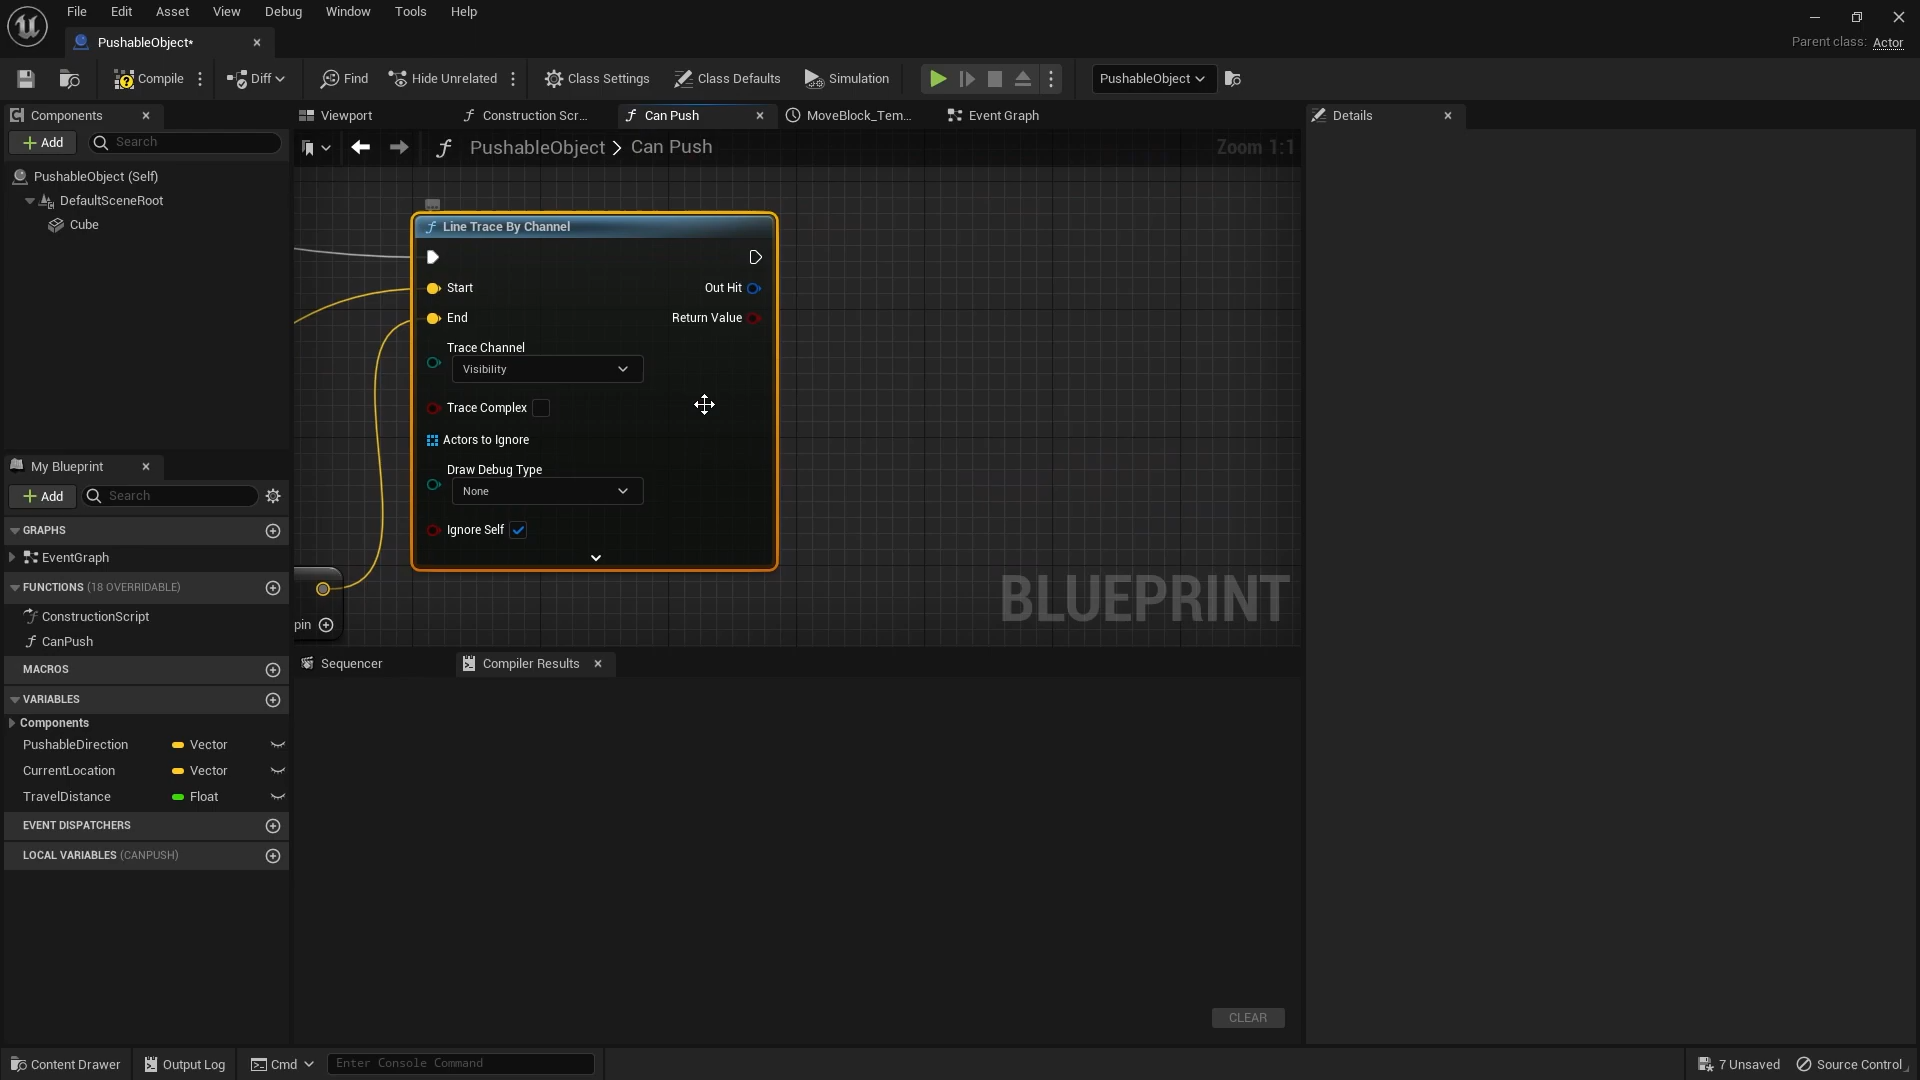 File Edit Asset View Debug Window Tools Help
PushableObject*
Parent class: Actor
Compile Diff Find Hide Unrelated Class Settings Class Defaults Simulation PushableObject
Components
Add Search
PushableObject (Self)
DefaultSceneRoot
Cube
My Blueprint
Add Search
GRAPHS
EventGraph
FUNCTIONS (18 OVERRIDABLE)
ConstructionScript
CanPush
MACROS
VARIABLES
Components
PushableDirection Vector
CurrentLocation Vector
TravelDistance Float
EVENT DISPATCHERS
LOCAL VARIABLES (CANPUSH)
Viewport Construction Scr... Can Push MoveBlock_Tem... Event Graph
PushableObject > Can Push
Zoom 1:1
Line Trace By Channel
Start Out Hit
End Return Value
Trace Channel
Visibility
Trace Complex
Actors to Ignore
Draw Debug Type
None
Ignore Self
pin
BLUEPRINT
Sequencer Compiler Results
CLEAR
Details
Content Drawer Output Log Cmd Enter Console Command 7 Unsaved Source Control